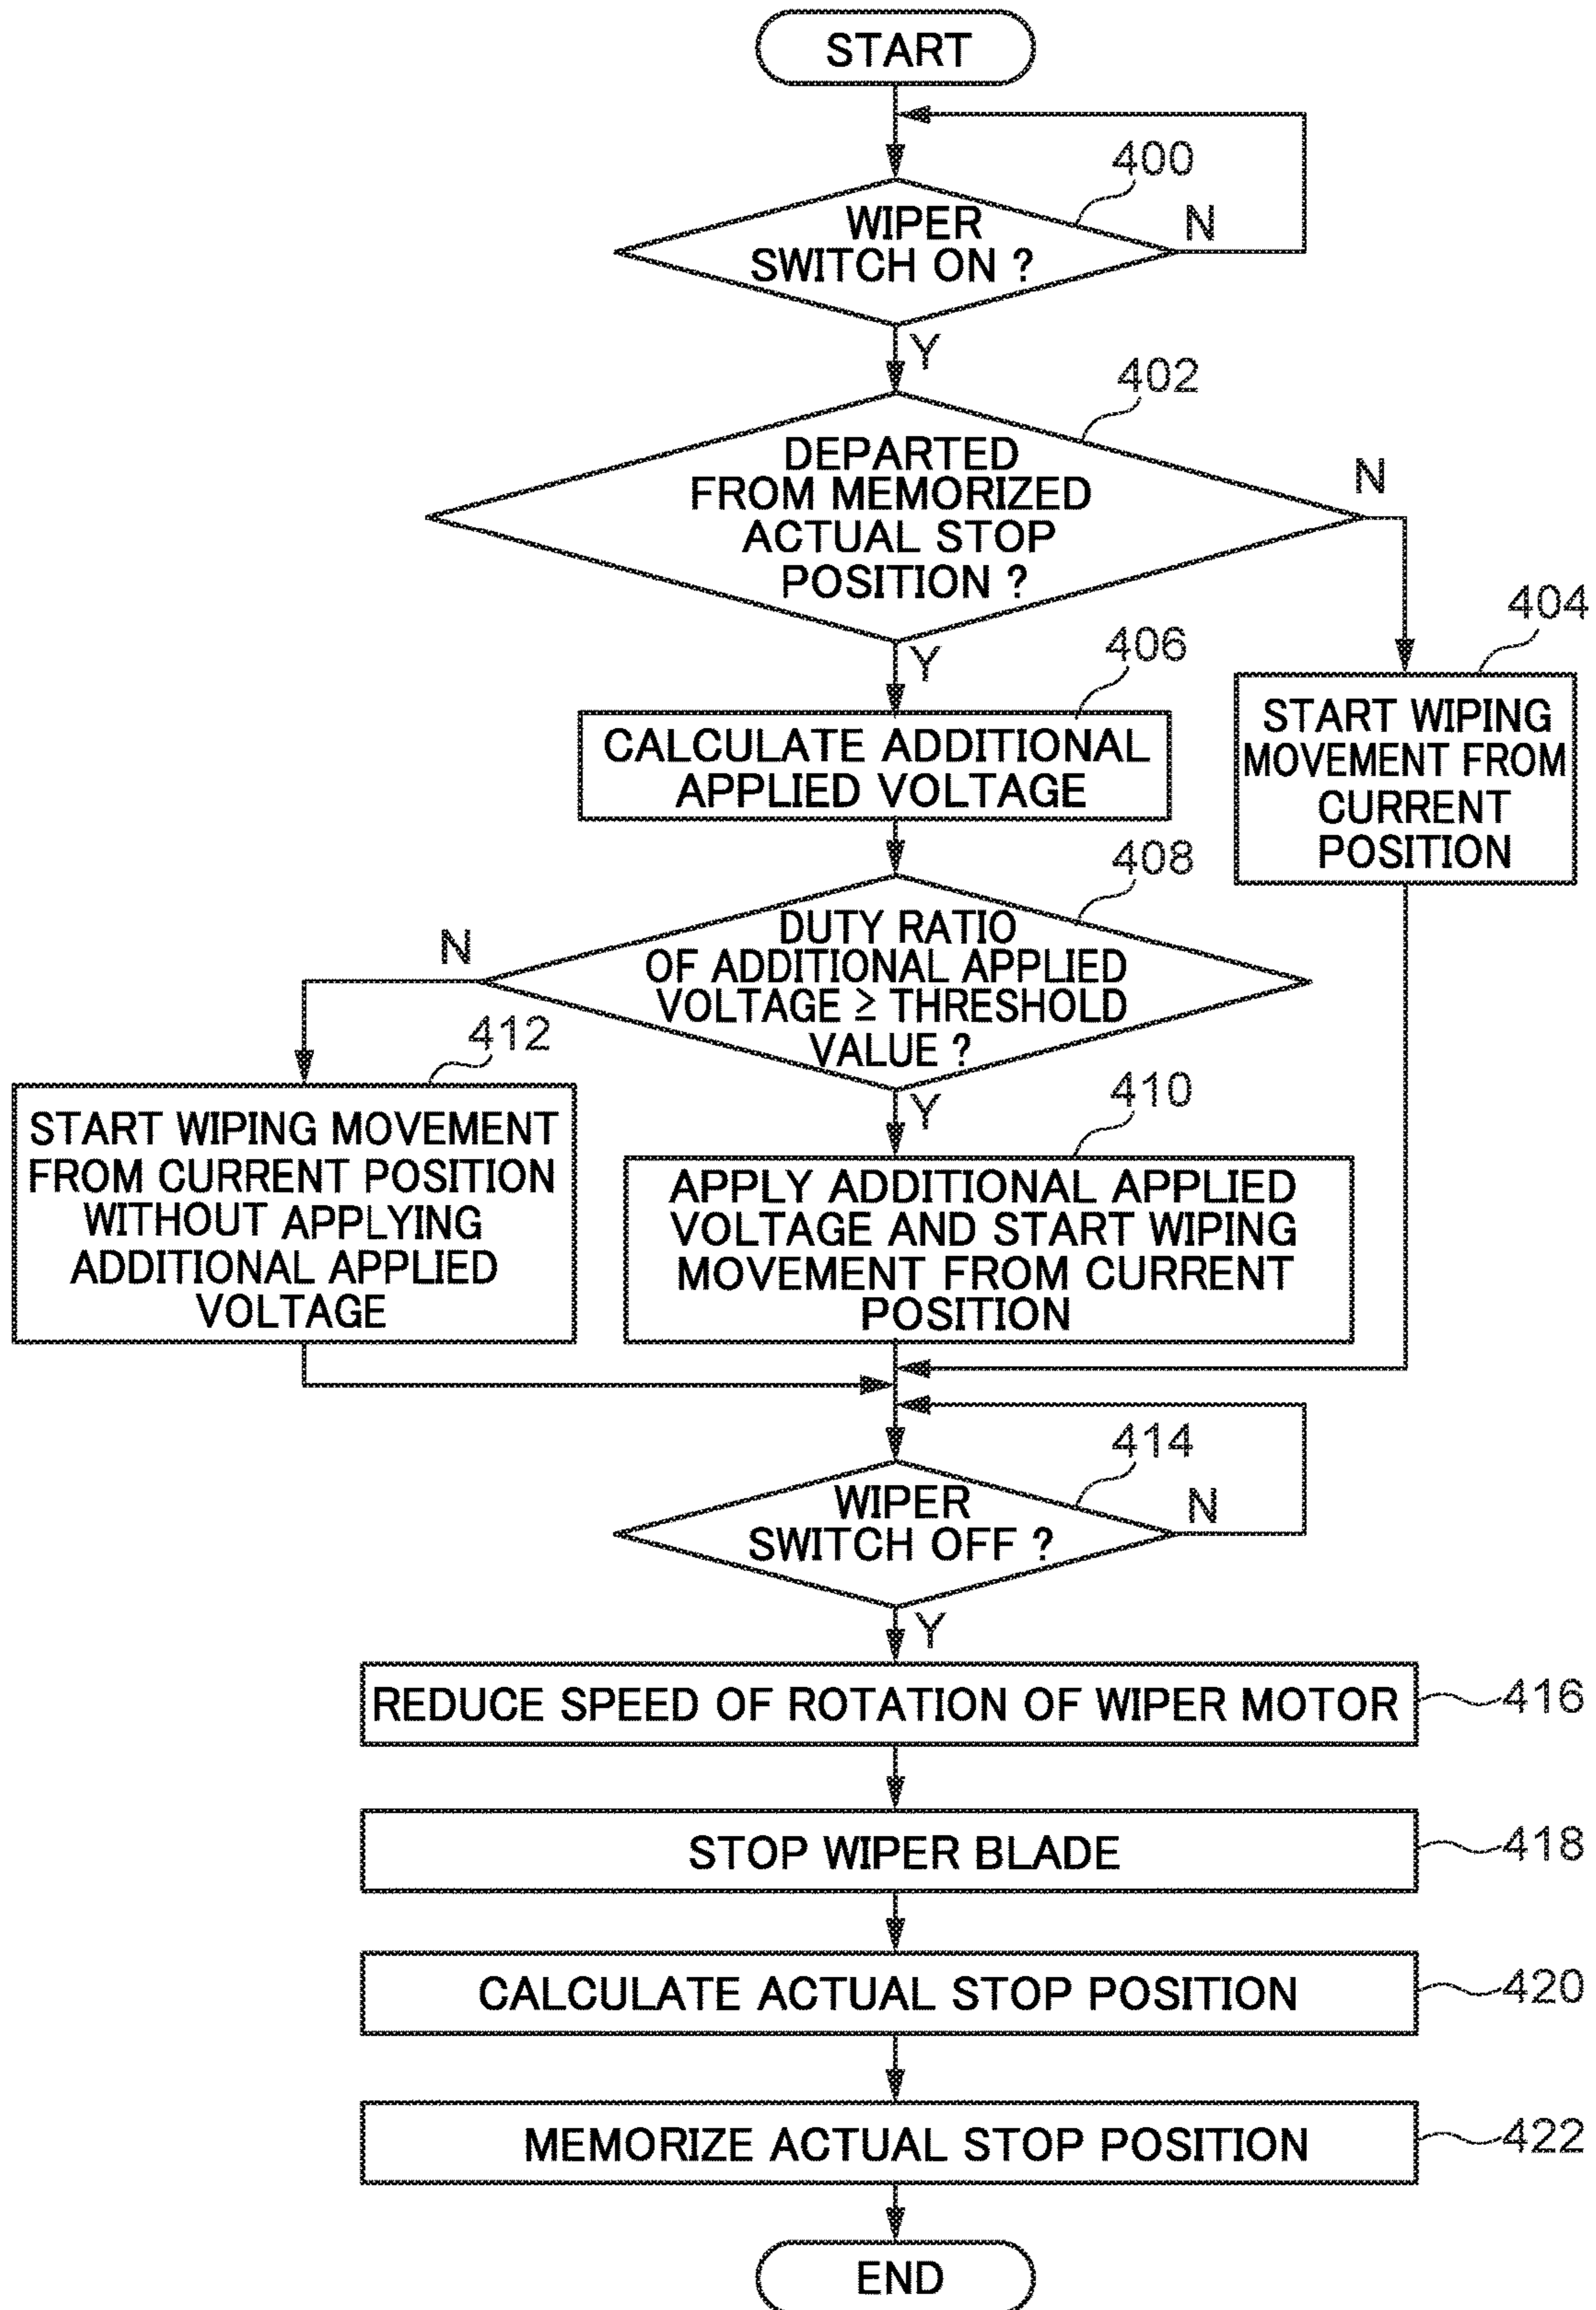 START
400
WIPER
SWITCH ON ?
N
Y
402
DEPARTED
FROM MEMORIZED
ACTUAL STOP
POSITION ?
N
Y
404
START WIPING
MOVEMENT FROM
CURRENT
POSITION
406
CALCULATE ADDITIONAL
APPLIED VOLTAGE
408
DUTY RATIO
OF ADDITIONAL APPLIED
VOLTAGE ≥ THRESHOLD
VALUE ?
N
Y
412
START WIPING MOVEMENT
FROM CURRENT POSITION
WITHOUT APPLYING
ADDITIONAL APPLIED
VOLTAGE
410
APPLY ADDITIONAL APPLIED
VOLTAGE AND START WIPING
MOVEMENT FROM CURRENT
POSITION
414
WIPER
SWITCH OFF ?
N
Y
REDUCE SPEED OF ROTATION OF WIPER MOTOR
416
STOP WIPER BLADE
418
CALCULATE ACTUAL STOP POSITION
420
MEMORIZE ACTUAL STOP POSITION
422
END